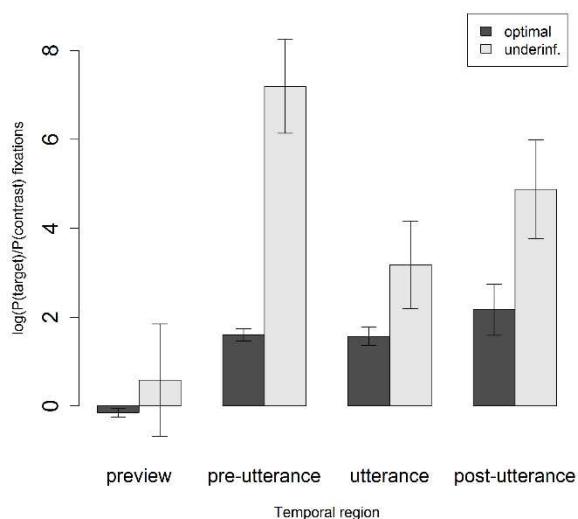 optimal
underinf.
8
6
4
2
0
log(P(target)/P(contrast) fixations
preview pre-utterance utterance post-utterance
Temporal region